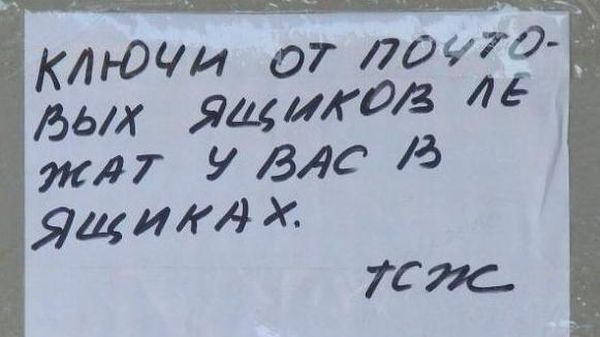 КЛЮЧИ ОТ ПОЧТО-
ВЫХ ЯЩИКОВ ЛЕ
ЖАТ У ВАС В
ЯЩИКАХ.
ТСЖ